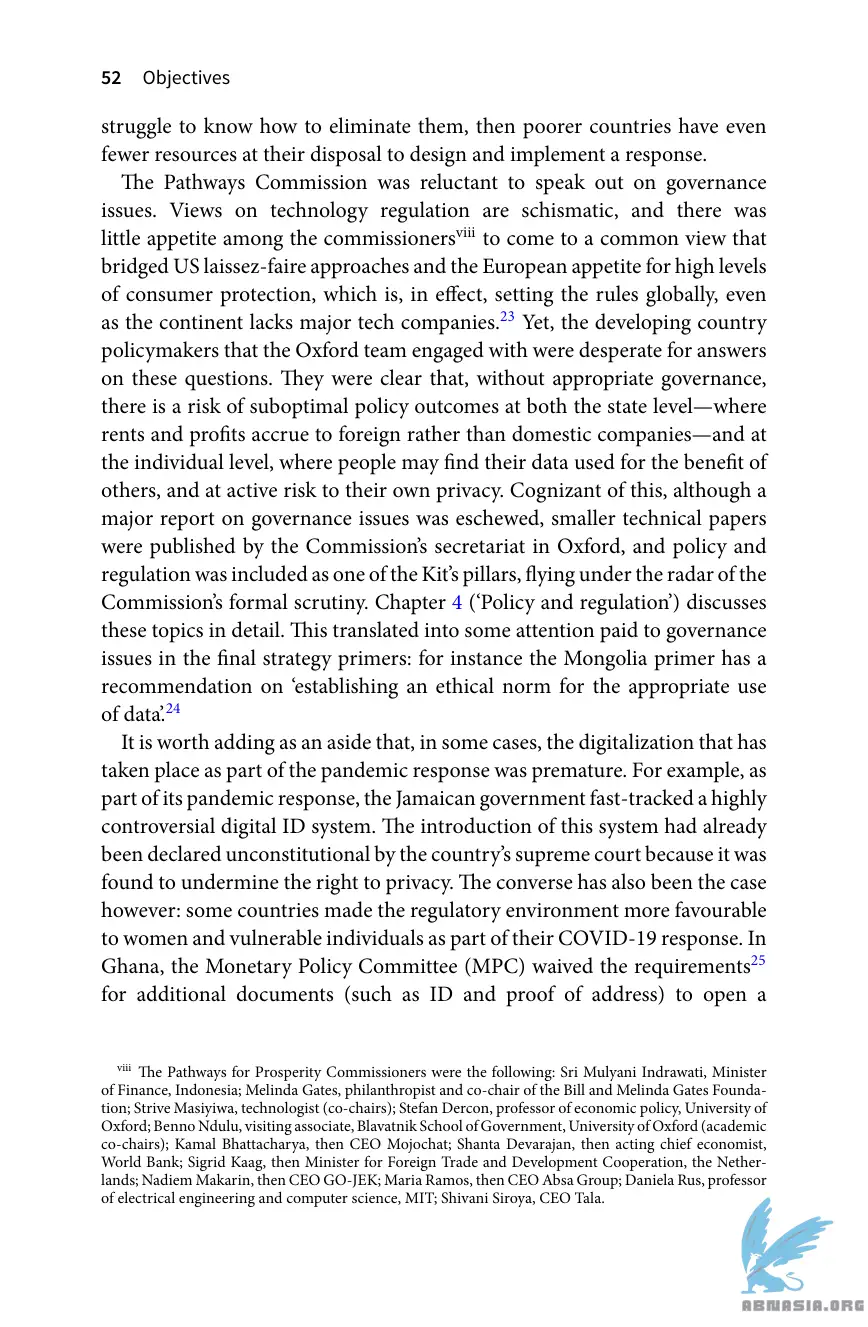 52 Objectives
struggle to know how to eliminate them, then poorer countries have even
fewer resources at their disposal to design and implement a response.
The Pathways Commission was reluctant to speak out on governance
issues. Views on technology regulation are schismatic, and there was
little appetite among the commissionersviii to come to a common view that
bridged US laissez-faire approaches and the European appetite for high levels
of consumer protection, which is, in effect, setting the rules globally, even
as the continent lacks major tech companies.23 Yet, the developing country
policymakers that the Oxford team engaged with were desperate for answers
on these questions. They were clear that, without appropriate governance,
there is a risk of suboptimal policy outcomes at both the state level—where
rents and profits accrue to foreign rather than domestic companies—and at
the individual level, where people may find their data used for the benefit of
others, and at active risk to their own privacy. Cognizant of this, although a
major report on governance issues was eschewed, smaller technical papers
were published by the Commission’s secretariat in Oxford, and policy and
regulation was included as one of the Kit’s pillars, flying under the radar of the
Commission’s formal scrutiny. Chapter 4 (‘Policy and regulation’) discusses
these topics in detail. This translated into some attention paid to governance
issues in the final strategy primers: for instance the Mongolia primer has a
recommendation on ‘establishing an ethical norm for the appropriate use
of data’.24
It is worth adding as an aside that, in some cases, the digitalization that has
taken place as part of the pandemic response was premature. For example, as
part of its pandemic response, the Jamaican government fast-tracked a highly
controversial digital ID system. The introduction of this system had already
been declared unconstitutional by the country’s supreme court because it was
found to undermine the right to privacy. The converse has also been the case
however: some countries made the regulatory environment more favourable
to women and vulnerable individuals as part of their COVID-19 response. In
Ghana, the Monetary Policy Committee (MPC) waived the requirements25
for additional documents (such as ID and proof of address) to open a
viii The Pathways for Prosperity Commissioners were the following: Sri Mulyani Indrawati, Minister
of Finance, Indonesia; Melinda Gates, philanthropist and co-chair of the Bill and Melinda Gates Founda-
tion; Strive Masiyiwa, technologist (co-chairs); Stefan Dercon, professor of economic policy, University of
Oxford; Benno Ndulu, visiting associate, Blavatnik School of Government, University of Oxford (academic
co-chairs); Kamal Bhattacharya, then CEO Mojochat; Shanta Devarajan, then acting chief economist,
World Bank; Sigrid Kaag, then Minister for Foreign Trade and Development Cooperation, the Nether-
lands; Nadiem Makarin, then CEO GO-JEK; Maria Ramos, then CEO Absa Group; Daniela Rus, professor
of electrical engineering and computer science, MIT; Shivani Siroya, CEO Tala.
ABNASIA.ORG